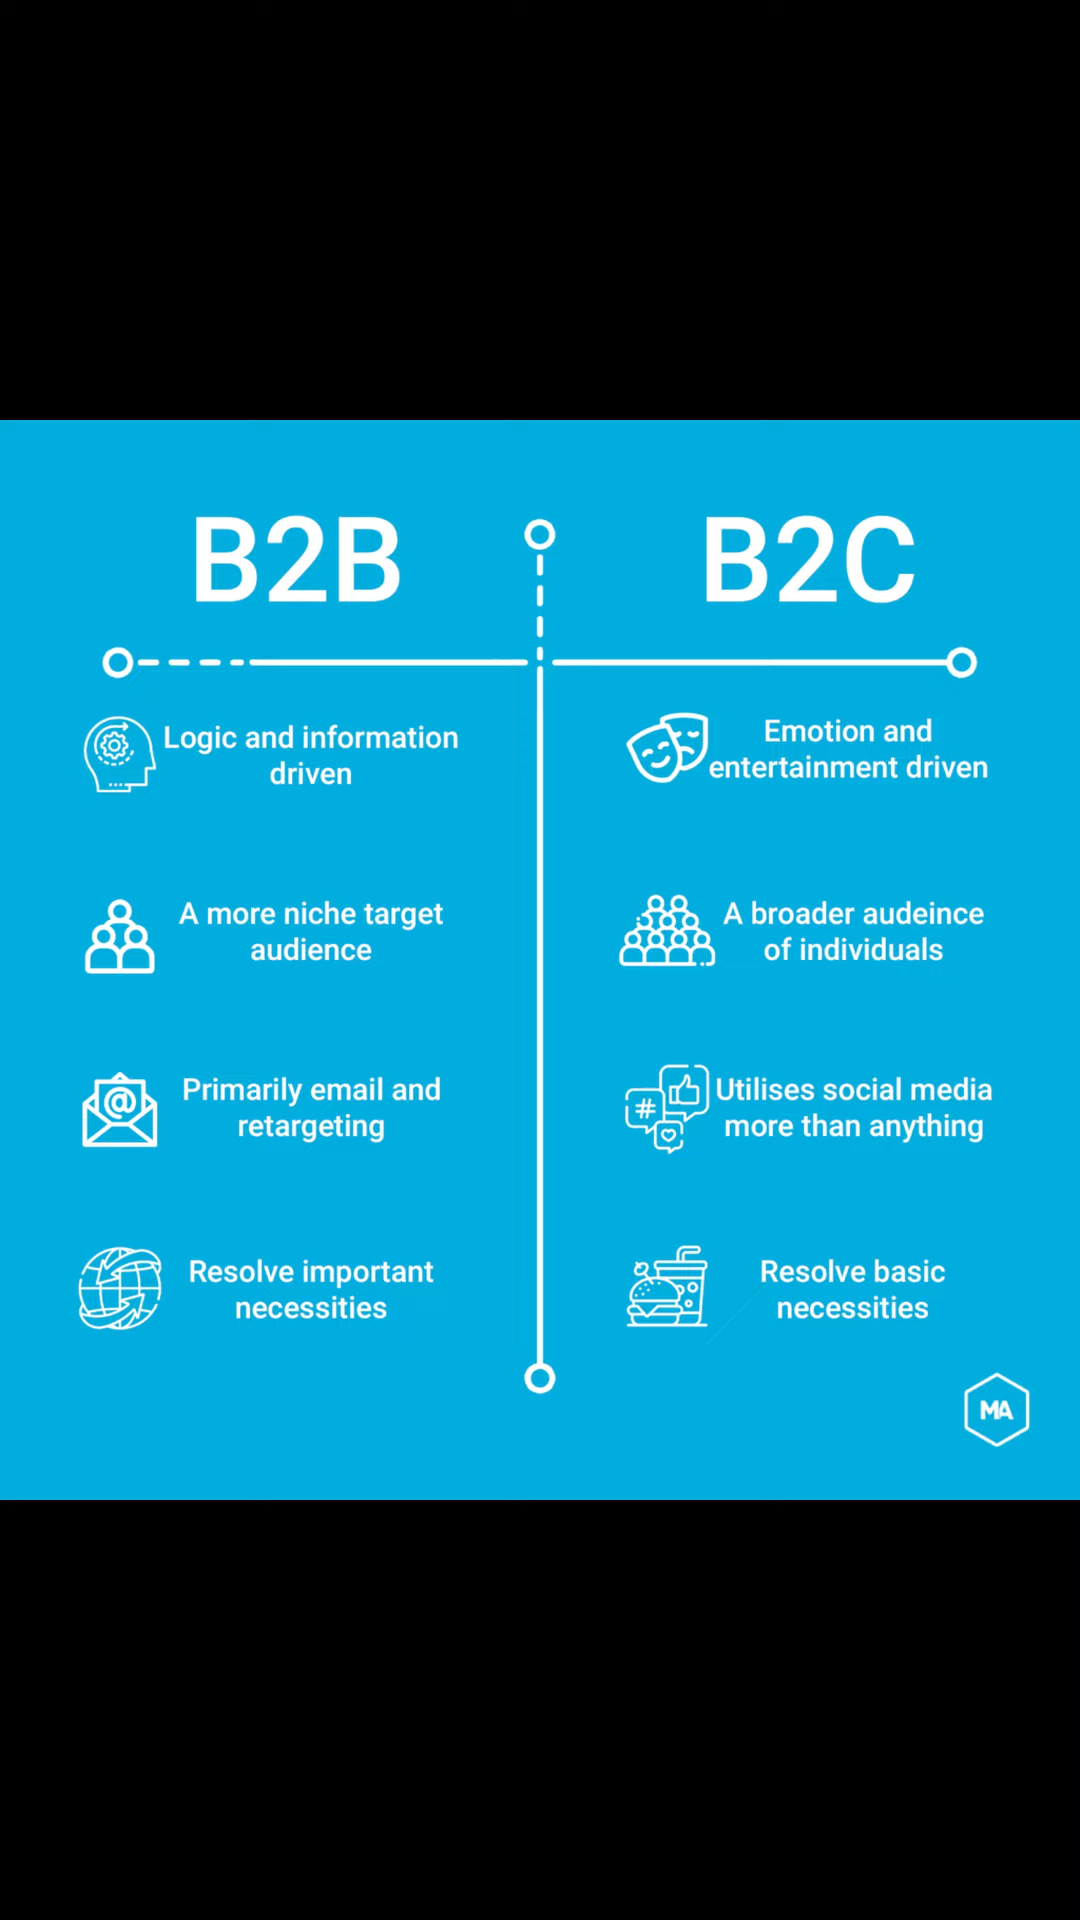 B2B
Logic and information
driven
A more niche target
audience
@
Primarily email and
retargeting
Resolve important
necessities
B2C
Emotion and
entertainment driven
A broader audeince
of individuals
#
Utilises social media
more than anything
Resolve basic
necessities
MA